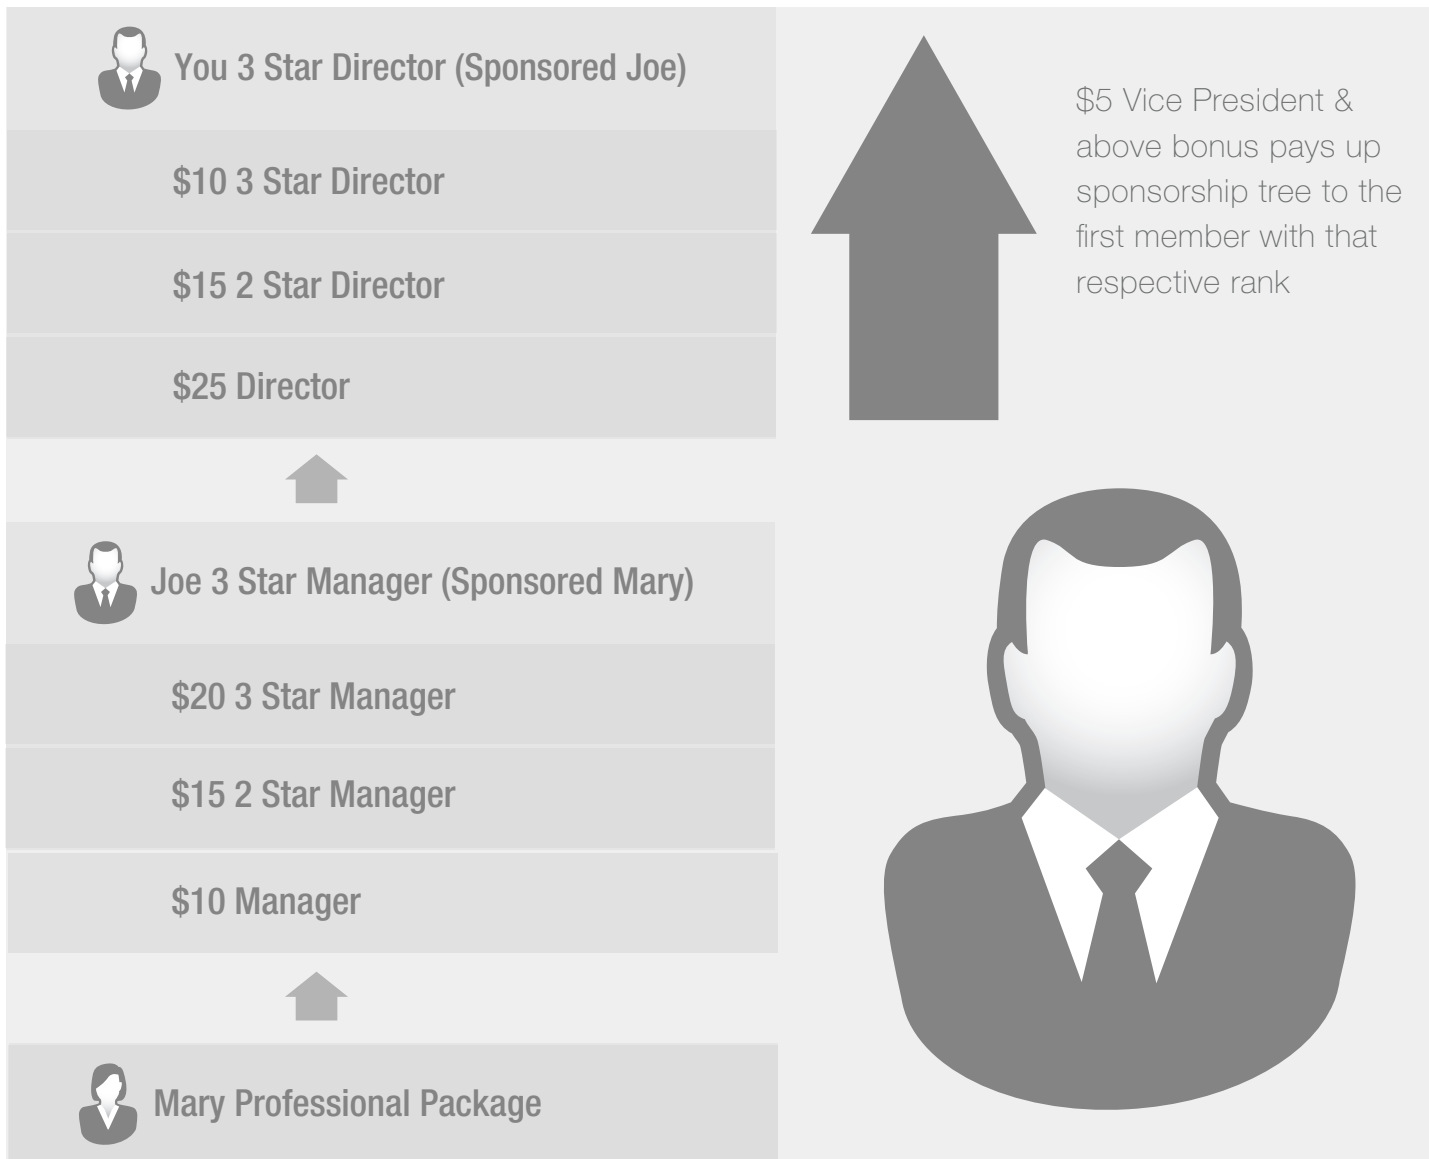 You 3 Star Director (Sponsored Joe)
$10 3 Star Director
$15 2 Star Director
$25 Director
Joe 3 Star Manager (Sponsored Mary)
$20 3 Star Manager
$15 2 Star Manager
$10 Manager
Mary Professional Package
$5 Vice President &
above bonus pays up
sponsorship tree to the
first member with that
respective rank